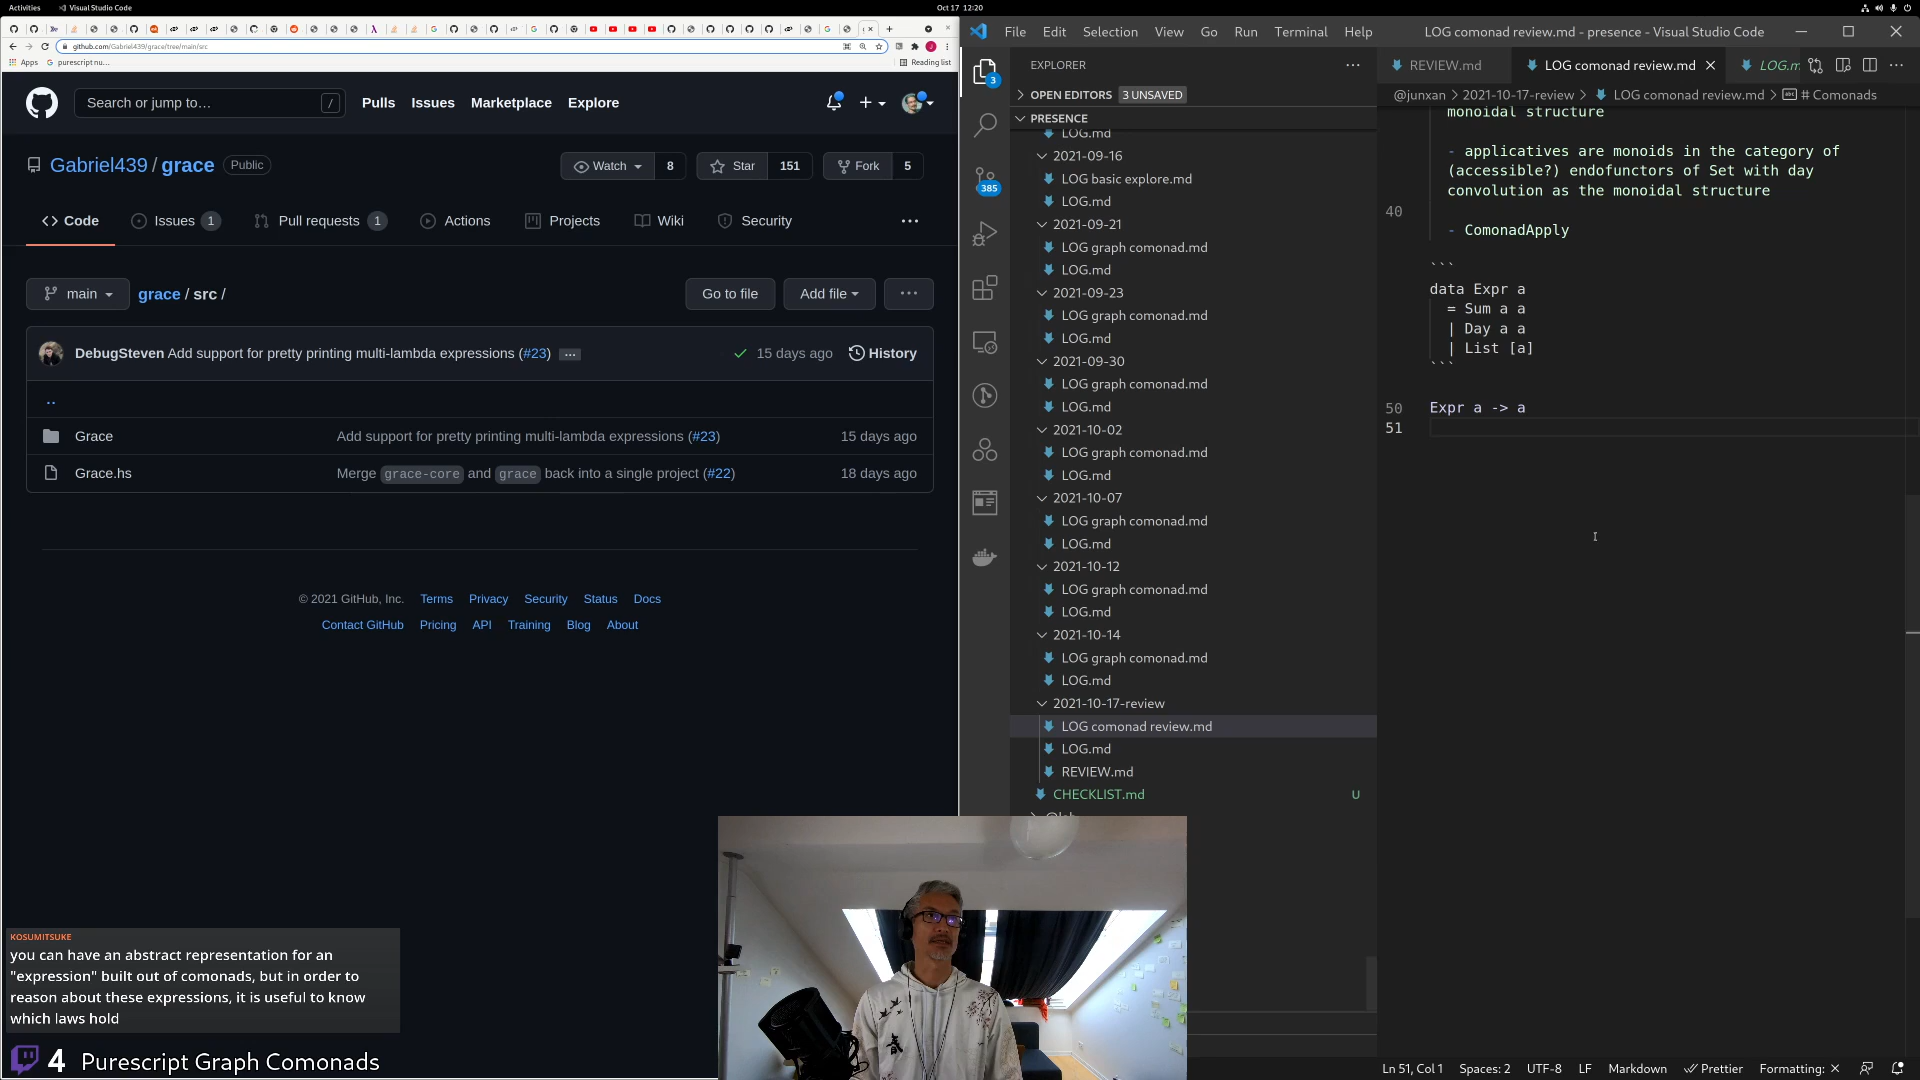 Activities
Visual Studio Code
Oct 17 12:20
github.com/Gabriel439/grace/tree/main/src
Apps
purescript nu...
Reading list
Search or jump to...
/
Pulls
Issues
Marketplace
Explore
Gabriel439 / grace
Public
Watch
8
Star
151
Fork
5
Code
Issues
1
Pull requests
1
Actions
Projects
Wiki
Security
main
grace / src /
Go to file
Add file
DebugSteven Add support for pretty printing multi-lambda expressions (#23)
15 days ago
History
..
Grace
Add support for pretty printing multi-lambda expressions (#23)
15 days ago
Grace.hs
Merge grace-core and grace back into a single project (#22)
18 days ago
© 2021 GitHub, Inc.
Terms
Privacy
Security
Status
Docs
Contact GitHub
Pricing
API
Training
Blog
About
KOSUMITSUKE
you can have an abstract representation for an
"expression" built out of comonads, but in order to
reason about these expressions, it is useful to know
which laws hold
4 Purescript Graph Comonads
File
Edit
Selection
View
Go
Run
Terminal
Help
LOG comonad review.md - presence - Visual Studio Code
3
385
EXPLORER
OPEN EDITORS
3 UNSAVED
PRESENCE
LOG.md
2021-09-16
LOG basic explore.md
LOG.md
2021-09-21
LOG graph comonad.md
LOG.md
2021-09-23
LOG graph comonad.md
LOG.md
2021-09-30
LOG graph comonad.md
LOG.md
2021-10-02
LOG graph comonad.md
LOG.md
2021-10-07
LOG graph comonad.md
LOG.md
2021-10-12
LOG graph comonad.md
LOG.md
2021-10-14
LOG graph comonad.md
LOG.md
2021-10-17-review
LOG comonad review.md
LOG.md
REVIEW.md
CHECKLIST.md
U
REVIEW.md
LOG comonad review.md
LOG.m
@junxan > 2021-10-17-review > LOG comonad review.md > # Comonads
monoidal structure
- applicatives are monoids in the category of
(accessible?) endofunctors of Set with day
convolution as the monoidal structure
40
- ComonadApply
```
data Expr a
= Sum a a
| Day a a
| List [a]
```
50 Expr a -> a
51
Ln 51, Col 1
Spaces: 2
UTF-8
LF
Markdown
Prettier
Formatting: ✕